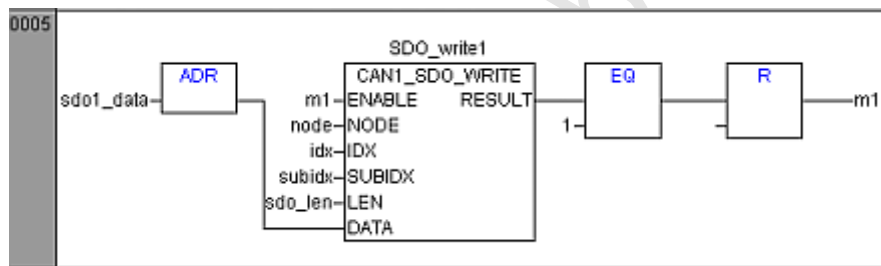 0005
SDO_write1
ADR
CAN1_SDO_WRITE
EQ
R
sdo1_data
m1
ENABLE
RESULT
m1
node
NODE
1
idx
IDX
subidx
SUBIDX
sdo_len
LEN
DATA